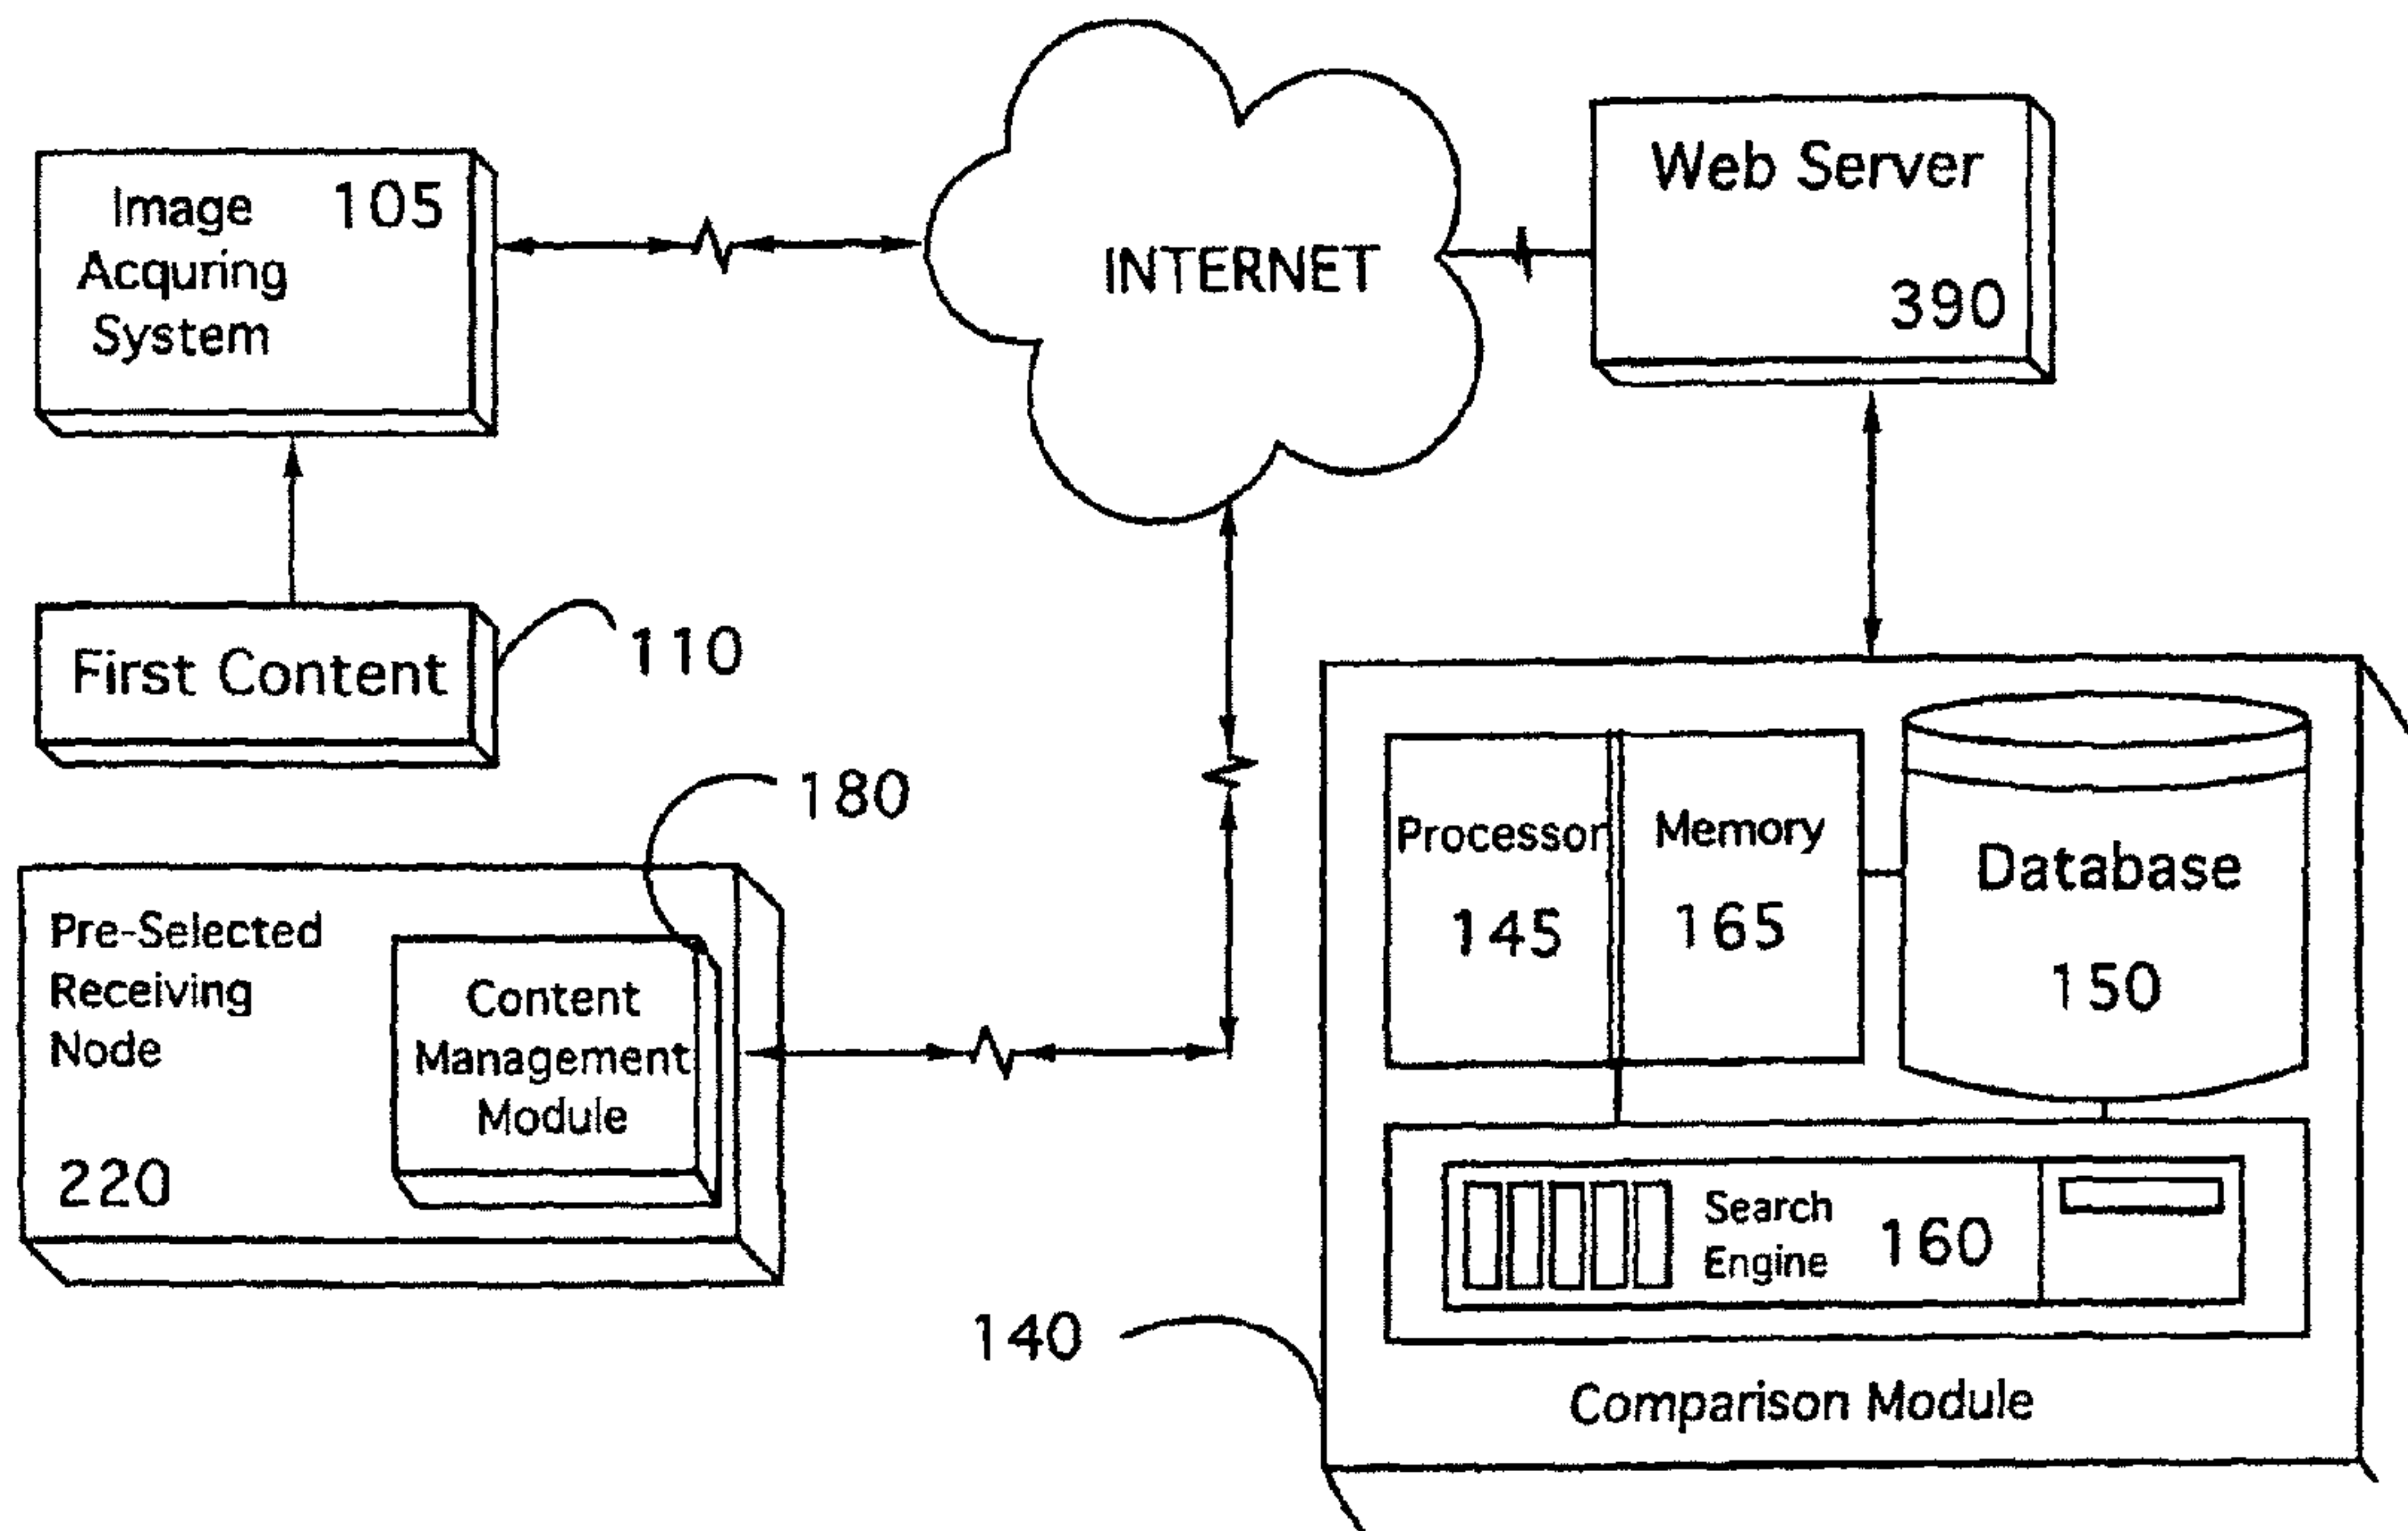 Image
Acquring
System
105
INTERNET
Web Server
390
First Content
110
180
Pre-Selected
Receiving
Node
220
Content
Management
Module
Processor
145
Memory
165
Database
150
Search
Engine
160
140
Comparison Module